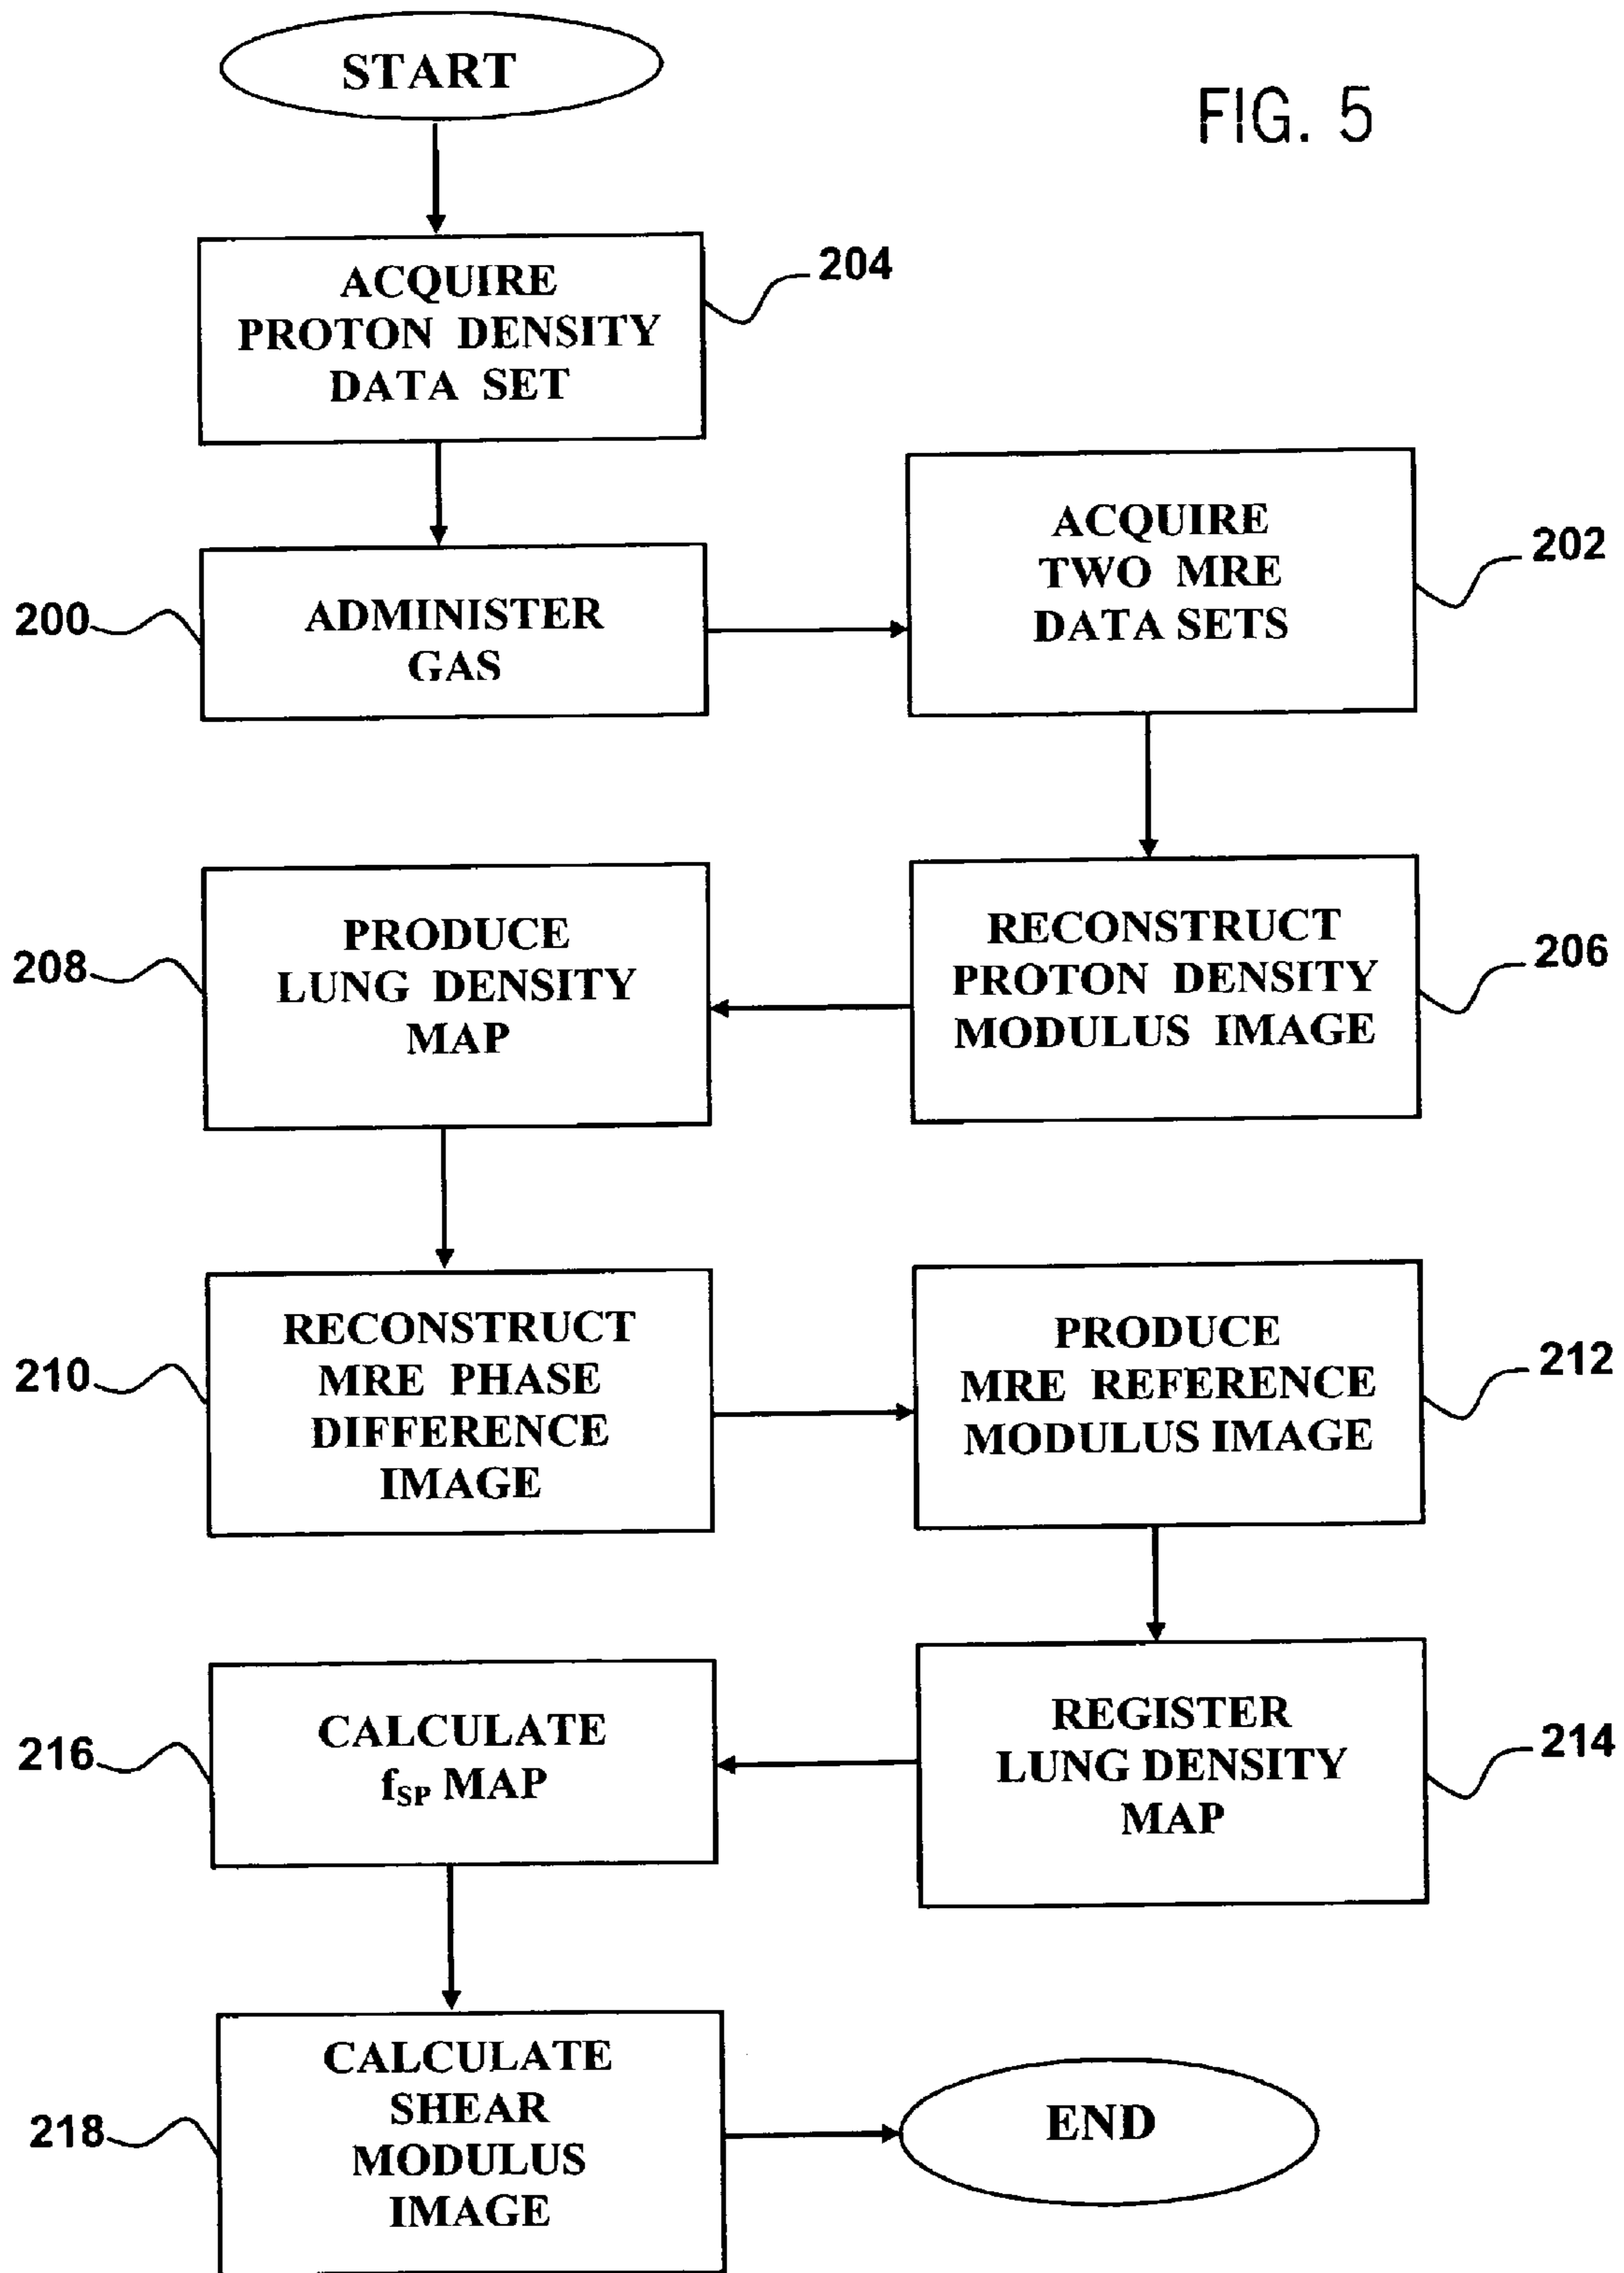 START
FIG. 5
ACQUIRE
PROTON DENSITY
DATA SET
204
200
ADMINISTER
GAS
ACQUIRE
TWO MRE
DATA SETS
202
RECONSTRUCT
PROTON DENSITY
MODULUS IMAGE
206
208
PRODUCE
LUNG DENSITY
MAP
210
RECONSTRUCT
MRE PHASE
DIFFERENCE
IMAGE
PRODUCE
MRE REFERENCE
MODULUS IMAGE
212
REGISTER
LUNG DENSITY
MAP
214
216
CALCULATE
fSP MAP
218
CALCULATE
SHEAR
MODULUS
IMAGE
END